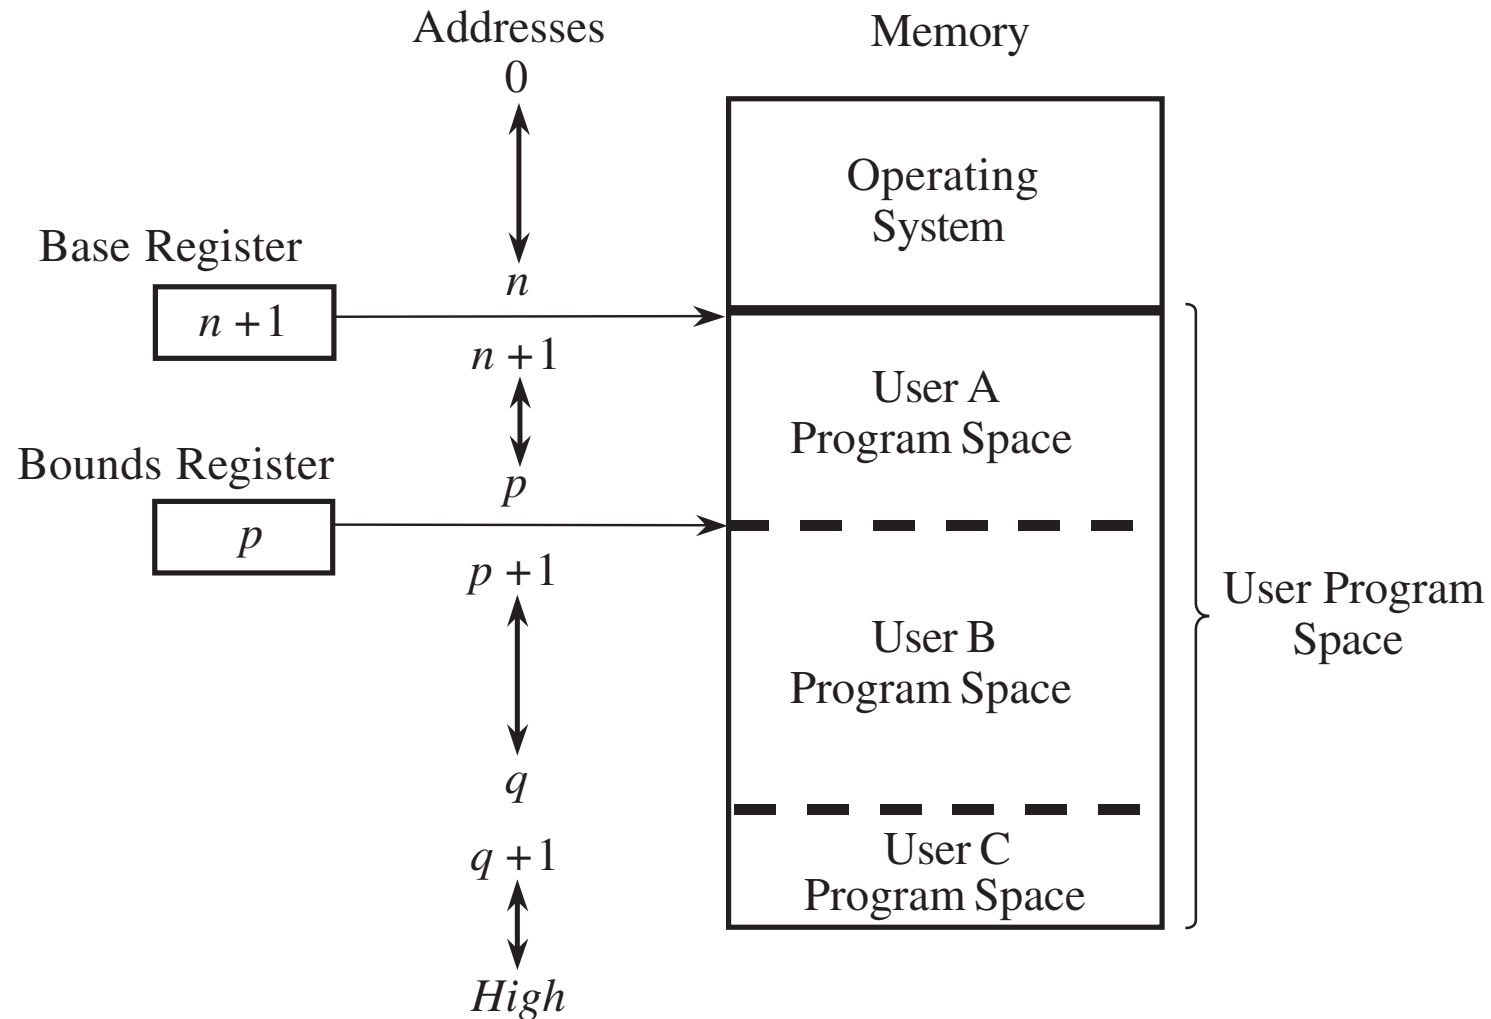 Addresses
Memory
0
Operating
System
Base Register
n
n +1
n +1
User A
Program Space
Bounds Register
p
p
p +1
User Program
Space
User B
Program Space
q
q +1
User C
Program Space
High